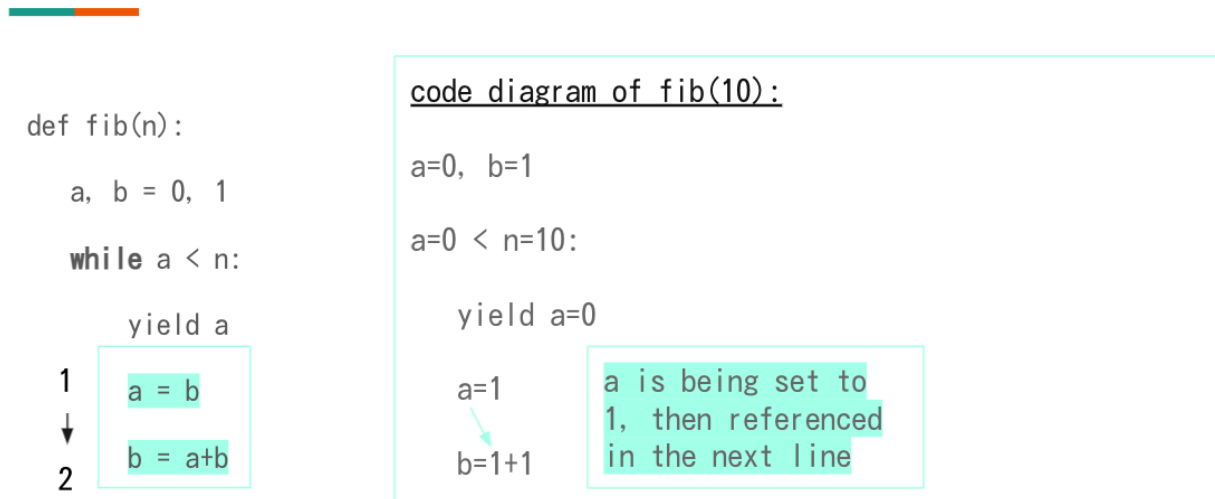 def fib(n):
a, b = 0, 1
while a < n:
yield a
1
a = b
↓
b = a+b
2
code diagram of fib(10):
a=0, b=1
a=0 < n=10:
yield a=0
a=1
b=1+1
a is being set to
1, then referenced
in the next line